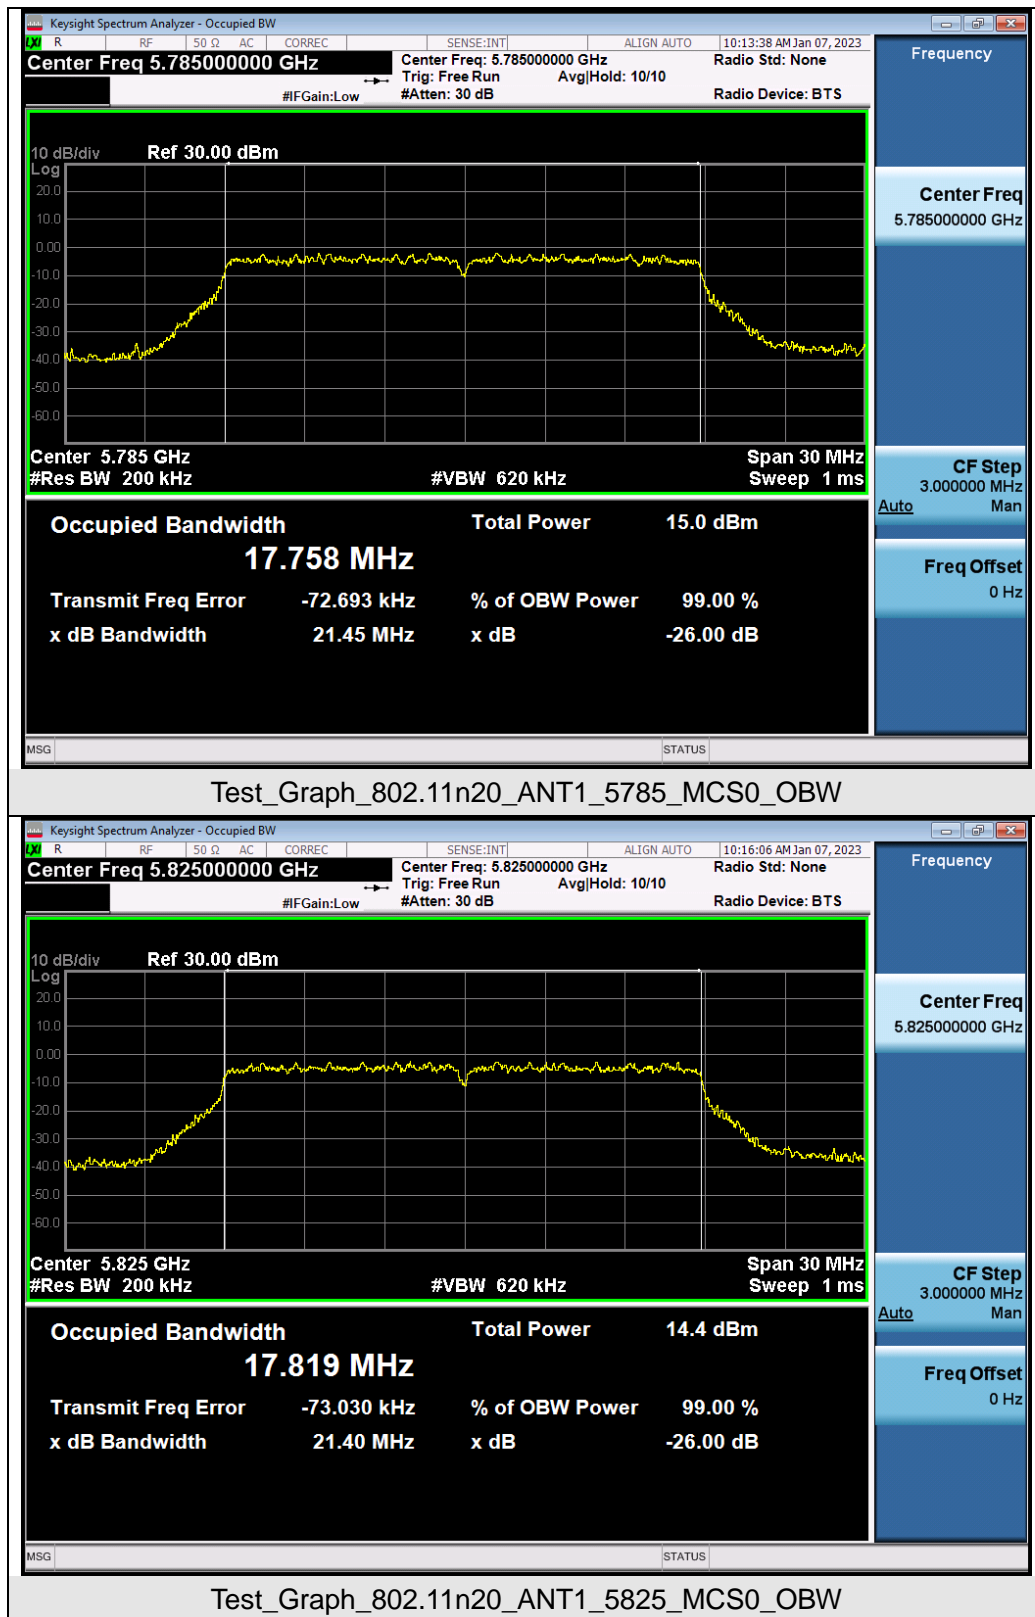 Keysight Spectrum Analyzer - Occupied BW
LXI R RF 50 Ω AC CORREC SENSE:INT ALIGN AUTO 10:13:38 AM Jan 07, 2023
Center Freq 5.785000000 GHz
Center Freq: 5.785000000 GHz Radio Std: None
Trig: Free Run Avg|Hold: 10/10
#IFGain:Low #Atten: 30 dB Radio Device: BTS
Frequency
10 dB/div Ref 30.00 dBm
Log
20.0
10.0
0.00
-10.0
-20.0
-30.0
-40.0
-50.0
-60.0
Center 5.785 GHz Span 30 MHz
#Res BW 200 kHz #VBW 620 kHz Sweep 1 ms
Center Freq
5.785000000 GHz
CF Step
3.000000 MHz
Auto Man
Freq Offset
0 Hz
Occupied Bandwidth Total Power 15.0 dBm
17.758 MHz
Transmit Freq Error -72.693 kHz % of OBW Power 99.00 %
x dB Bandwidth 21.45 MHz x dB -26.00 dB
MSG STATUS
Test_Graph_802.11n20_ANT1_5785_MCS0_OBW
Keysight Spectrum Analyzer - Occupied BW
LXI R RF 50 Ω AC CORREC SENSE:INT ALIGN AUTO 10:16:06 AM Jan 07, 2023
Center Freq 5.825000000 GHz
Center Freq: 5.825000000 GHz Radio Std: None
Trig: Free Run Avg|Hold: 10/10
#IFGain:Low #Atten: 30 dB Radio Device: BTS
Frequency
10 dB/div Ref 30.00 dBm
Log
20.0
10.0
0.00
-10.0
-20.0
-30.0
-40.0
-50.0
-60.0
Center 5.825 GHz Span 30 MHz
#Res BW 200 kHz #VBW 620 kHz Sweep 1 ms
Center Freq
5.825000000 GHz
CF Step
3.000000 MHz
Auto Man
Freq Offset
0 Hz
Occupied Bandwidth Total Power 14.4 dBm
17.819 MHz
Transmit Freq Error -73.030 kHz % of OBW Power 99.00 %
x dB Bandwidth 21.40 MHz x dB -26.00 dB
MSG STATUS
Test_Graph_802.11n20_ANT1_5825_MCS0_OBW